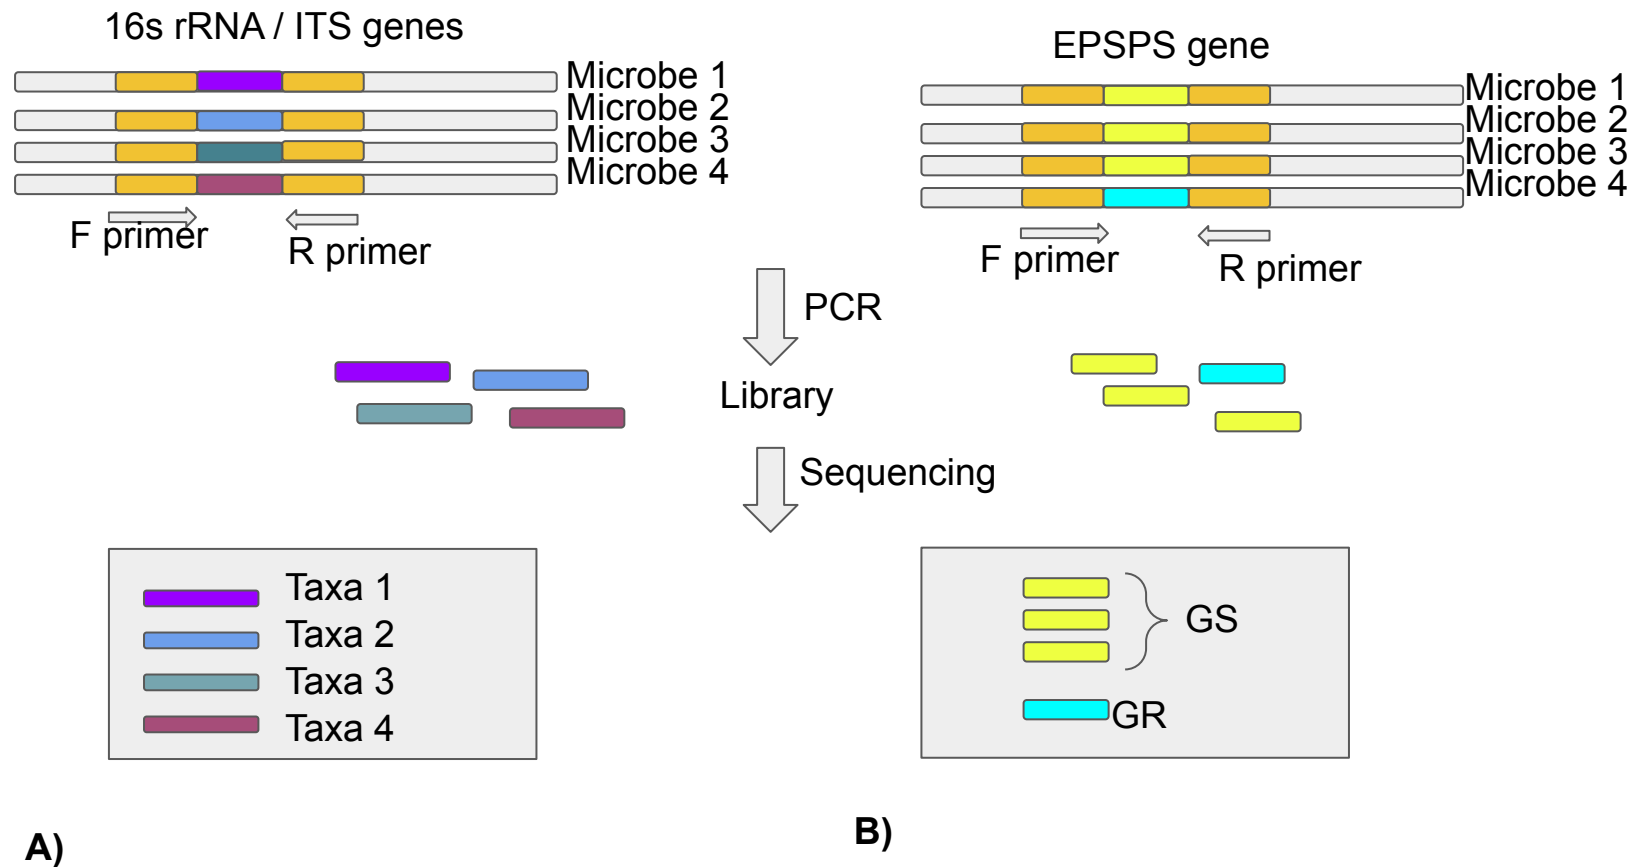 16s rRNA / ITS genes
Microbe 1
Microbe 2
Microbe 3
Microbe 4
F primer
R primer
EPSPS gene
Microbe 1
Microbe 2
Microbe 3
Microbe 4
F primer
R primer
PCR
Library
Sequencing
Taxa 1
Taxa 2
Taxa 3
Taxa 4
GS
GR
A)
B)